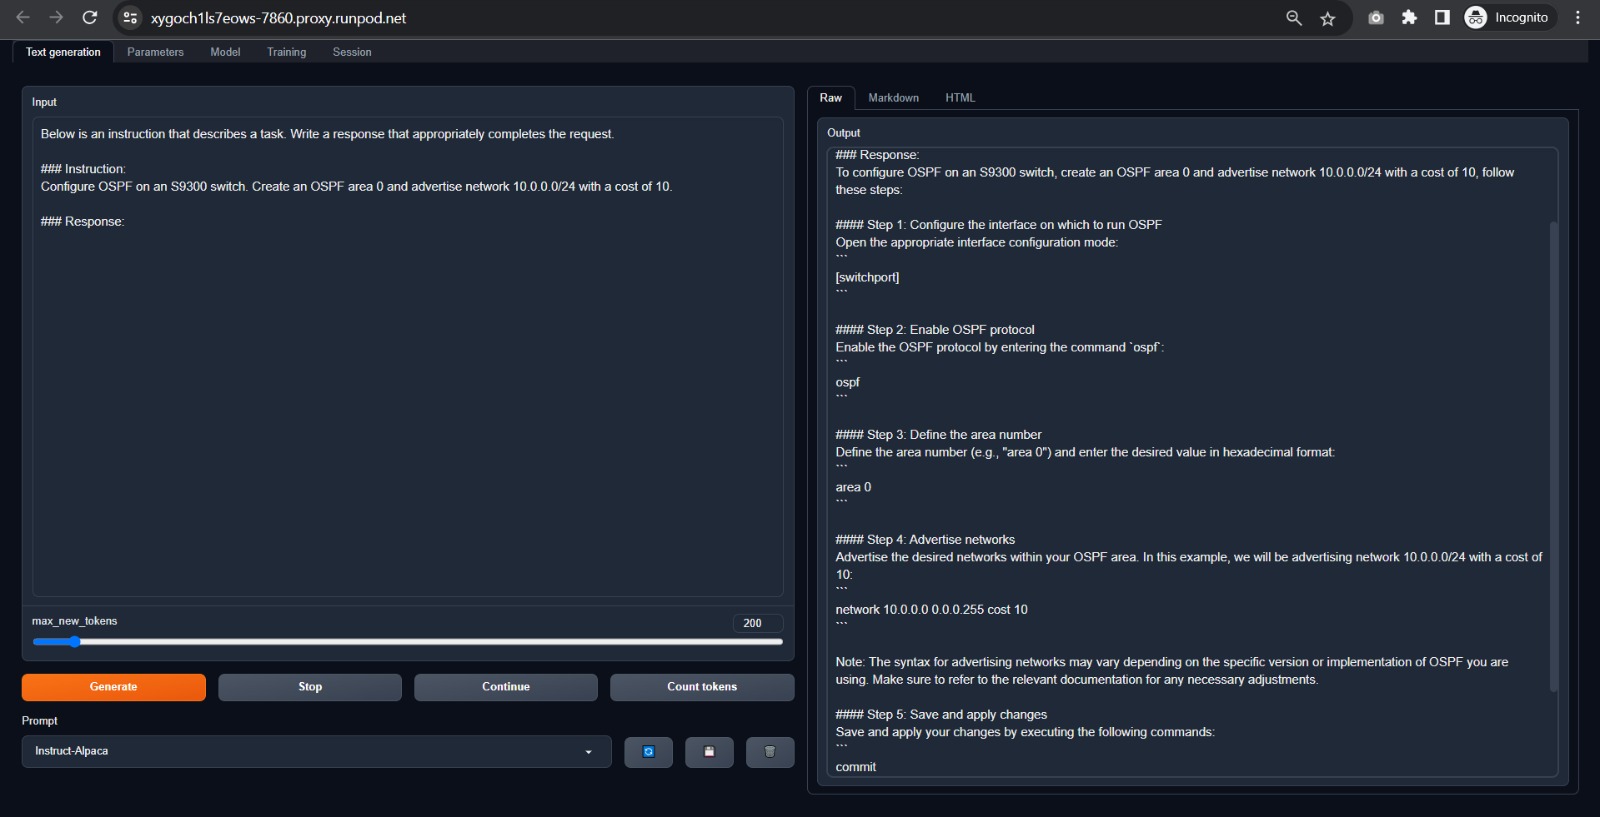 xygoch1ls7eows-7860.proxy.runpod.net
Incognito
Text generation
Parameters
Model
Training
Session
Input
Below is an instruction that describes a task. Write a response that appropriately completes the request.
### Instruction:
Configure OSPF on an S9300 switch. Create an OSPF area 0 and advertise network 10.0.0.0/24 with a cost of 10.
### Response:
max_new_tokens
200
Generate
Stop
Continue
Count tokens
Prompt
Instruct-Alpaca
Raw
Markdown
HTML
Output
### Response:
To configure OSPF on an S9300 switch, create an OSPF area 0 and advertise network 10.0.0.0/24 with a cost of 10, follow
these steps:
#### Step 1: Configure the interface on which to run OSPF
Open the appropriate interface configuration mode:
```
[switchport]
```
#### Step 2: Enable OSPF protocol
Enable the OSPF protocol by entering the command `ospf`:
```
ospf
```
#### Step 3: Define the area number
Define the area number (e.g., "area 0") and enter the desired value in hexadecimal format:
```
area 0
```
#### Step 4: Advertise networks
Advertise the desired networks within your OSPF area. In this example, we will be advertising network 10.0.0.0/24 with a cost of
10:
```
network 10.0.0.0 0.0.0.255 cost 10
```
Note: The syntax for advertising networks may vary depending on the specific version or implementation of OSPF you are
using. Make sure to refer to the relevant documentation for any necessary adjustments.
#### Step 5: Save and apply changes
Save and apply your changes by executing the following commands:
```
commit